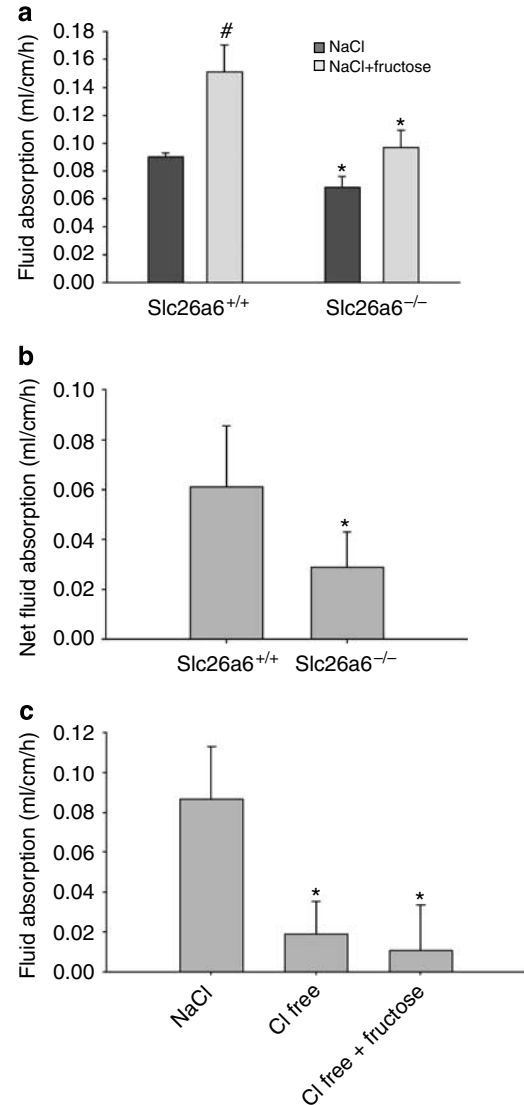 a
Fluid absorption (ml/cm/h)
0.18
0.16
0.14
0.12
0.10
0.08
0.06
0.04
0.02
0.00
#
*
*
NaCl
NaCl+fructose
Slc26a6+/+
Slc26a6–/–
b
Net fluid absorption (ml/cm/h)
0.10
0.08
0.06
0.04
0.02
0.00
*
Slc26a6+/+
Slc26a6–/–
c
Fluid absorption (ml/cm/h)
0.12
0.10
0.08
0.06
0.04
0.02
0.00
*
*
NaCl
Cl free
Cl free + fructose